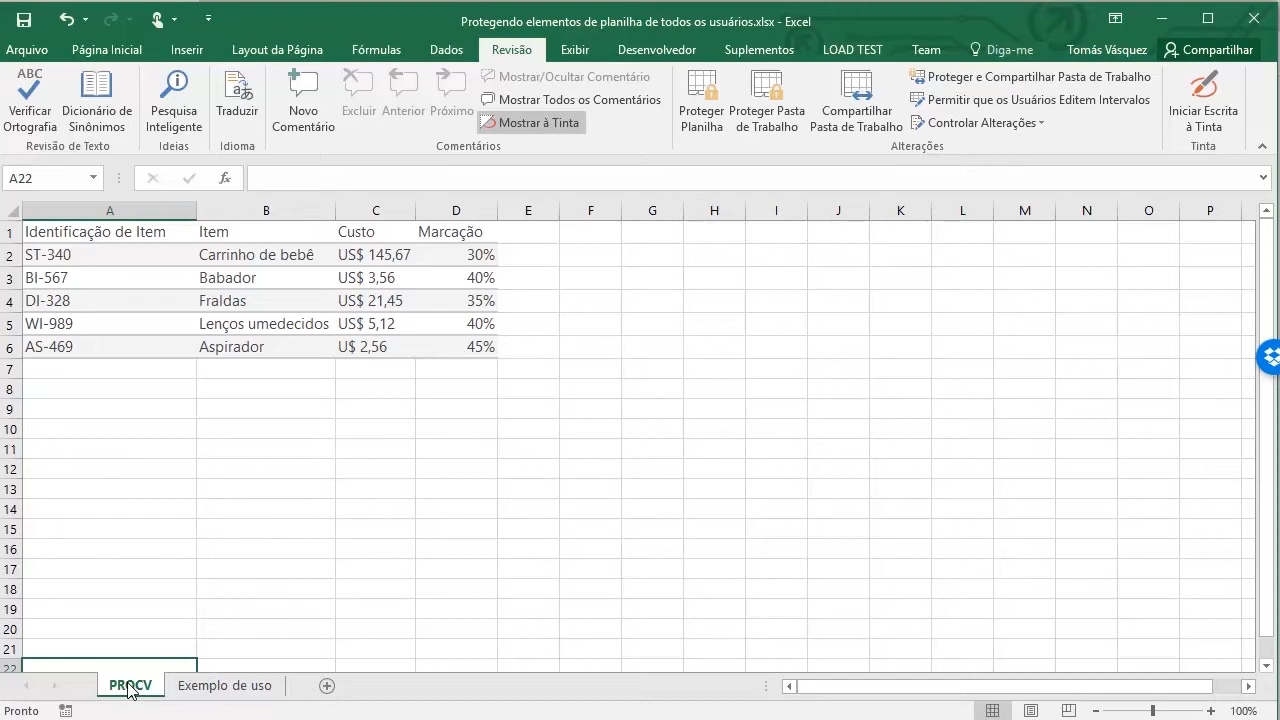 Protegendo elementos de planilha de todos os usuários.xlsx - Excel
Arquivo Página Inicial Inserir Layout da Página Fórmulas Dados Revisão Exibir Desenvolvedor Suplementos LOAD TEST Team Diga-me Tomás Vásquez Compartilhar
ABC
Verificar Ortografia
Dicionário de Sinônimos
Revisão de Texto
Pesquisa Inteligente
Ideias
Traduzir
Idioma
Novo Comentário
Excluir
Anterior
Próximo
Mostrar/Ocultar Comentário
Mostrar Todos os Comentários
Mostrar à Tinta
Comentários
Proteger Planilha
Proteger Pasta de Trabalho
Compartilhar Pasta de Trabalho
Proteger e Compartilhar Pasta de Trabalho
Permitir que os Usuários Editem Intervalos
Controlar Alterações
Alterações
Iniciar Escrita à Tinta
Tinta
A22 fx
A B C D E F G H I J K L M N O P
1 Identificação de Item Item Custo Marcação
2 ST-340 Carrinho de bebê US$ 145,67 30%
3 BI-567 Babador US$ 3,56 40%
4 DI-328 Fraldas US$ 21,45 35%
5 WI-989 Lenços umedecidos US$ 5,12 40%
6 AS-469 Aspirador U$ 2,56 45%
7
8
9
10
11
12
13
14
15
16
17
18
19
20
21
22
PROCV Exemplo de uso
Pronto 100%